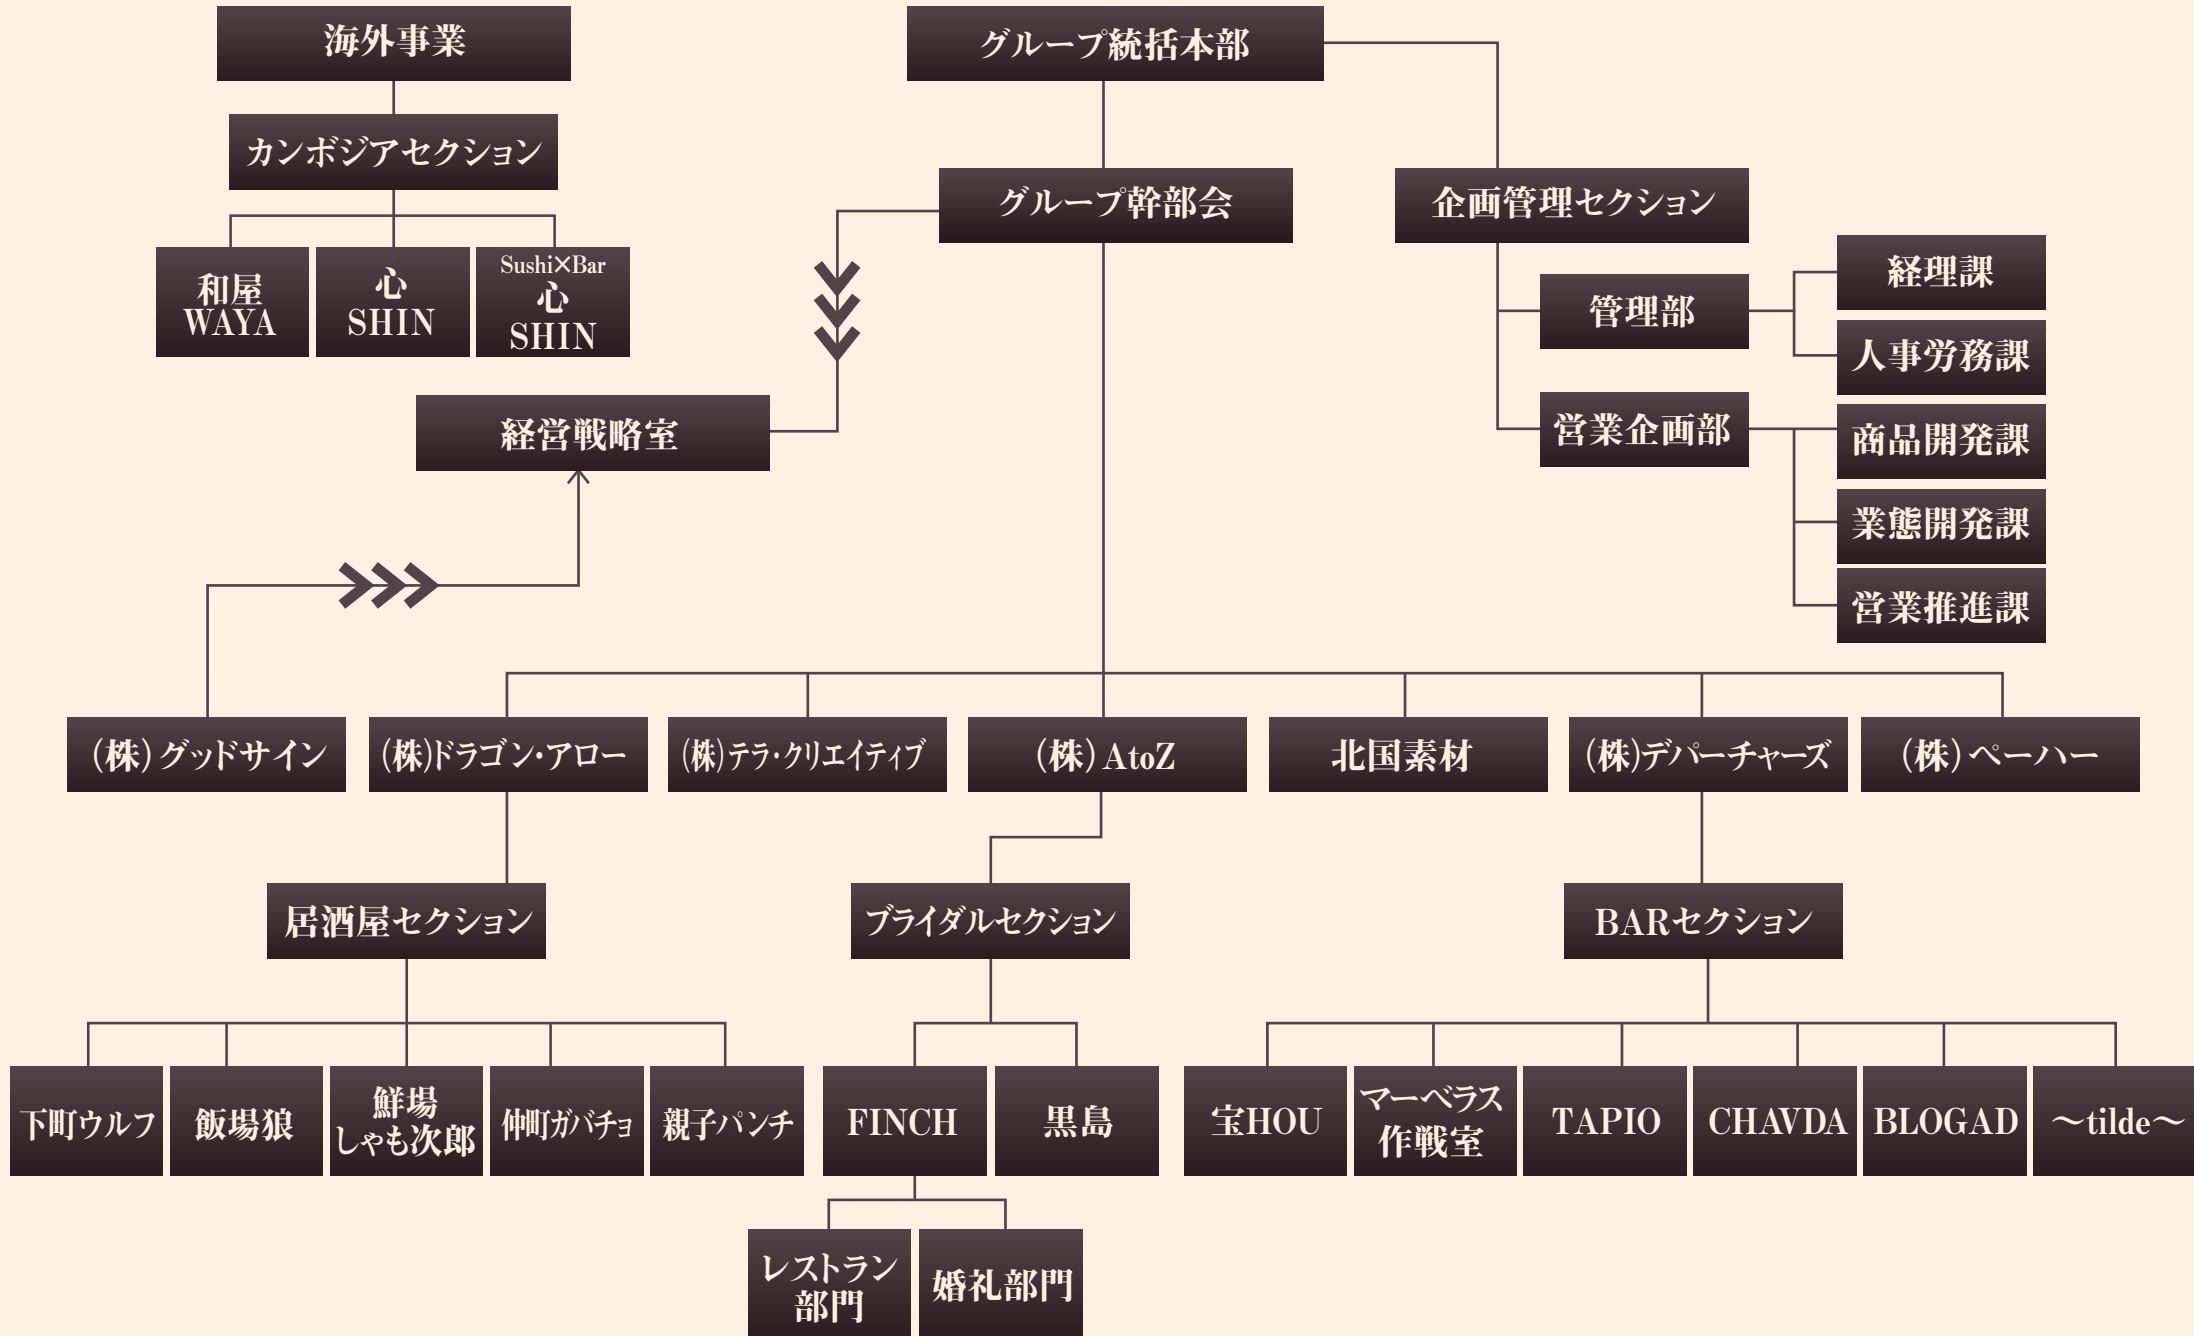 海外事業
グループ統括本部
カンボジアセクション
グループ幹部会
企画管理セクション
和屋
WAYA
心
SHIN
Sushi×Bar
心
SHIN
管理部
経理課
人事労務課
経営戦略室
営業企画部
商品開発課
業態開発課
営業推進課
（株）グッドサイン
（株）ドラゴン・アロー
（株）テラ・クリエイティブ
（株）AtoZ
北国素材
（株）デパーチャーズ
（株）ペーハー
居酒屋セクション
ブライダルセクション
BARセクション
下町ウルフ
飯場狼
鮮場
しゃも次郎
仲町ガバチョ
親子パンチ
FINCH
黒島
宝HOU
マーベラス
作戦室
TAPIO
CHAVDA
BLOGAD
〜tilde〜
レストラン
部門
婚礼部門